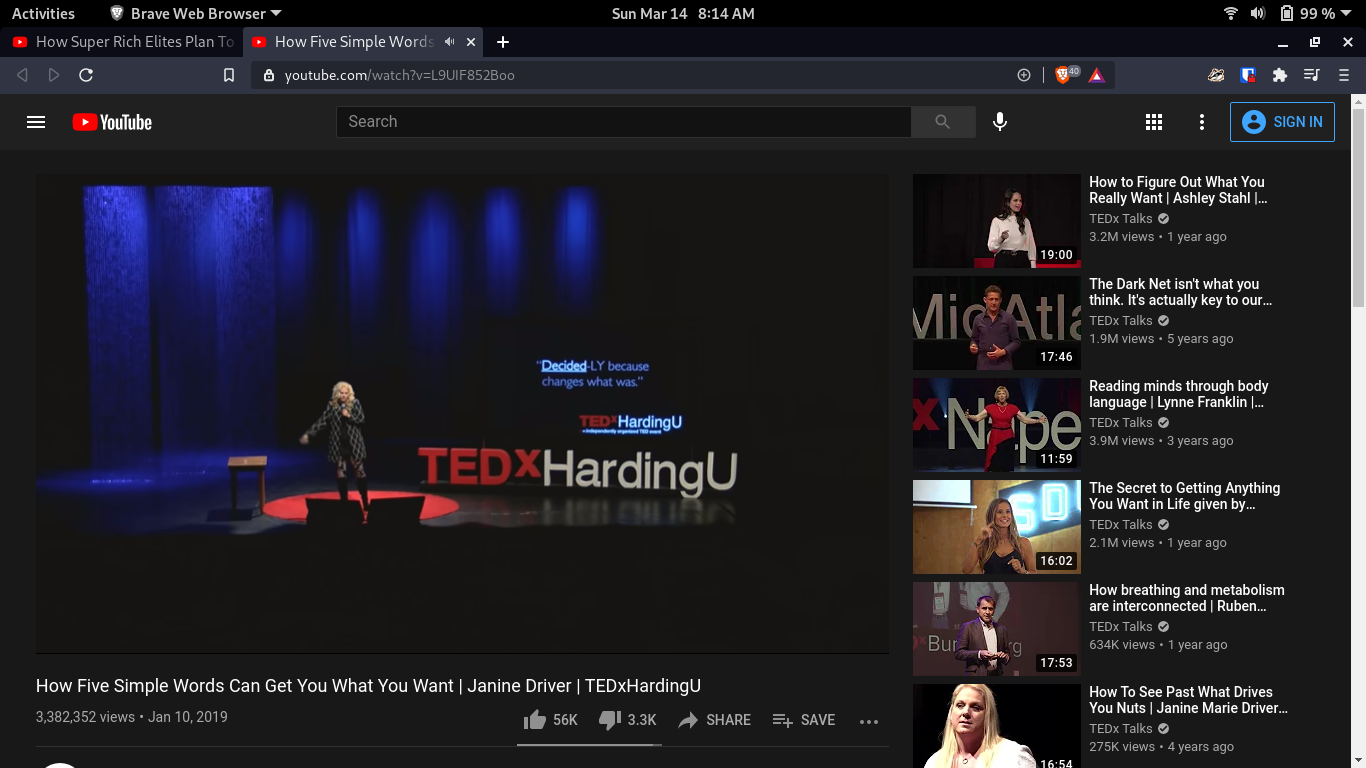 Activities
Brave Web Browser
Sun Mar 14 8:14 AM
99 %
How Super Rich Elites Plan To
How Five Simple Words
youtube.com/watch?v=L9UIF852Boo
40
YouTube
Search
SIGN IN
"Decided-LY because
changes what was."
TEDxHardingU
TEDxHardingU
How Five Simple Words Can Get You What You Want | Janine Driver | TEDxHardingU
3,382,352 views • Jan 10, 2019
56K
3.3K
SHARE
SAVE
How to Figure Out What You
Really Want | Ashley Stahl |…
TEDx Talks
3.2M views • 1 year ago
19:00
The Dark Net isn't what you
think. It's actually key to our…
TEDx Talks
1.9M views • 5 years ago
MidAtla
17:46
Reading minds through body
language | Lynne Franklin |…
TEDx Talks
3.9M views • 3 years ago
xNape
11:59
The Secret to Getting Anything
You Want in Life given by…
TEDx Talks
2.1M views • 1 year ago
16:02
How breathing and metabolism
are interconnected | Ruben…
TEDx Talks
634K views • 1 year ago
17:53
How To See Past What Drives
You Nuts | Janine Marie Driver…
TEDx Talks
275K views • 4 years ago
16:54